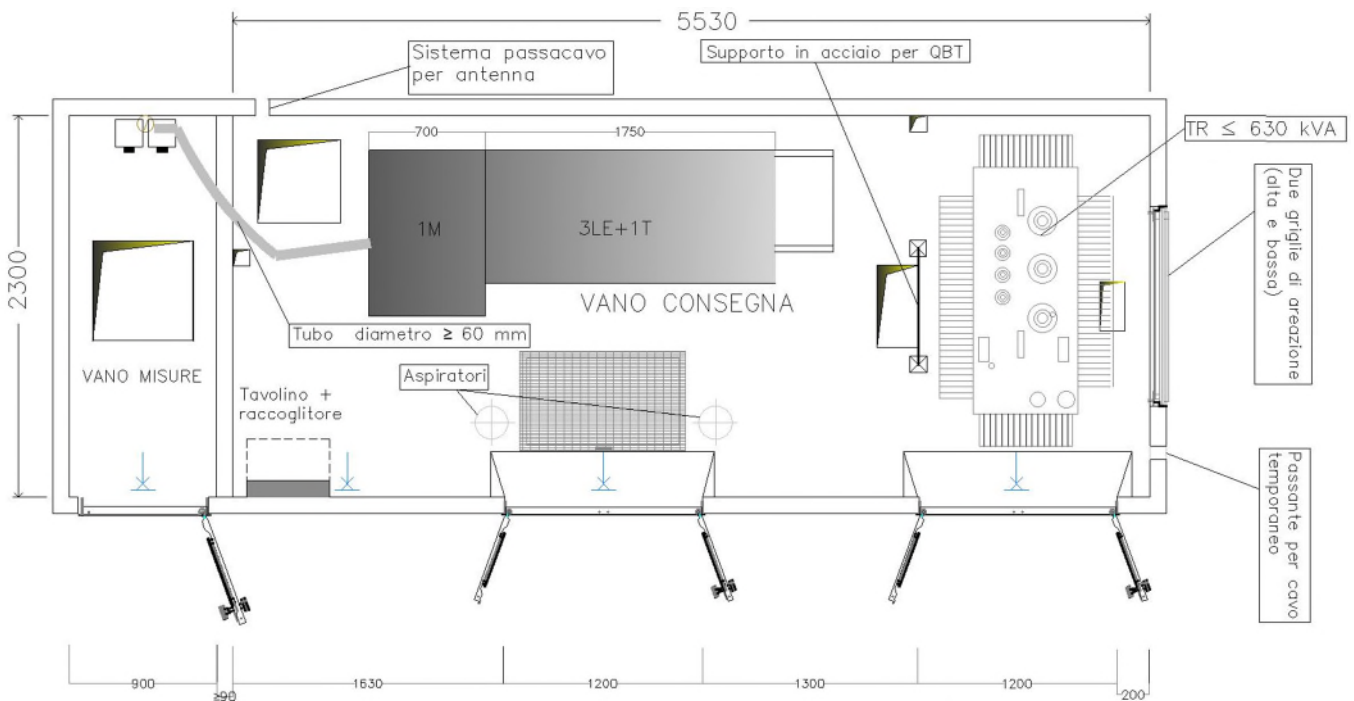 5530
Sistema passacavo
per antenna
Supporto in acciaio per QBT
TR ≤ 630 kVA
700
1750
Due griglie di areazione
(alta e bassa)
1M
3LE+1T
2300
VANO CONSEGNA
Tubo diametro ≥ 60 mm
VANO MISURE
Aspiratori
Tavolino +
raccoglitore
Passante per cavo
temporaneo
900
≥90
1630
1200
1300
1200
200